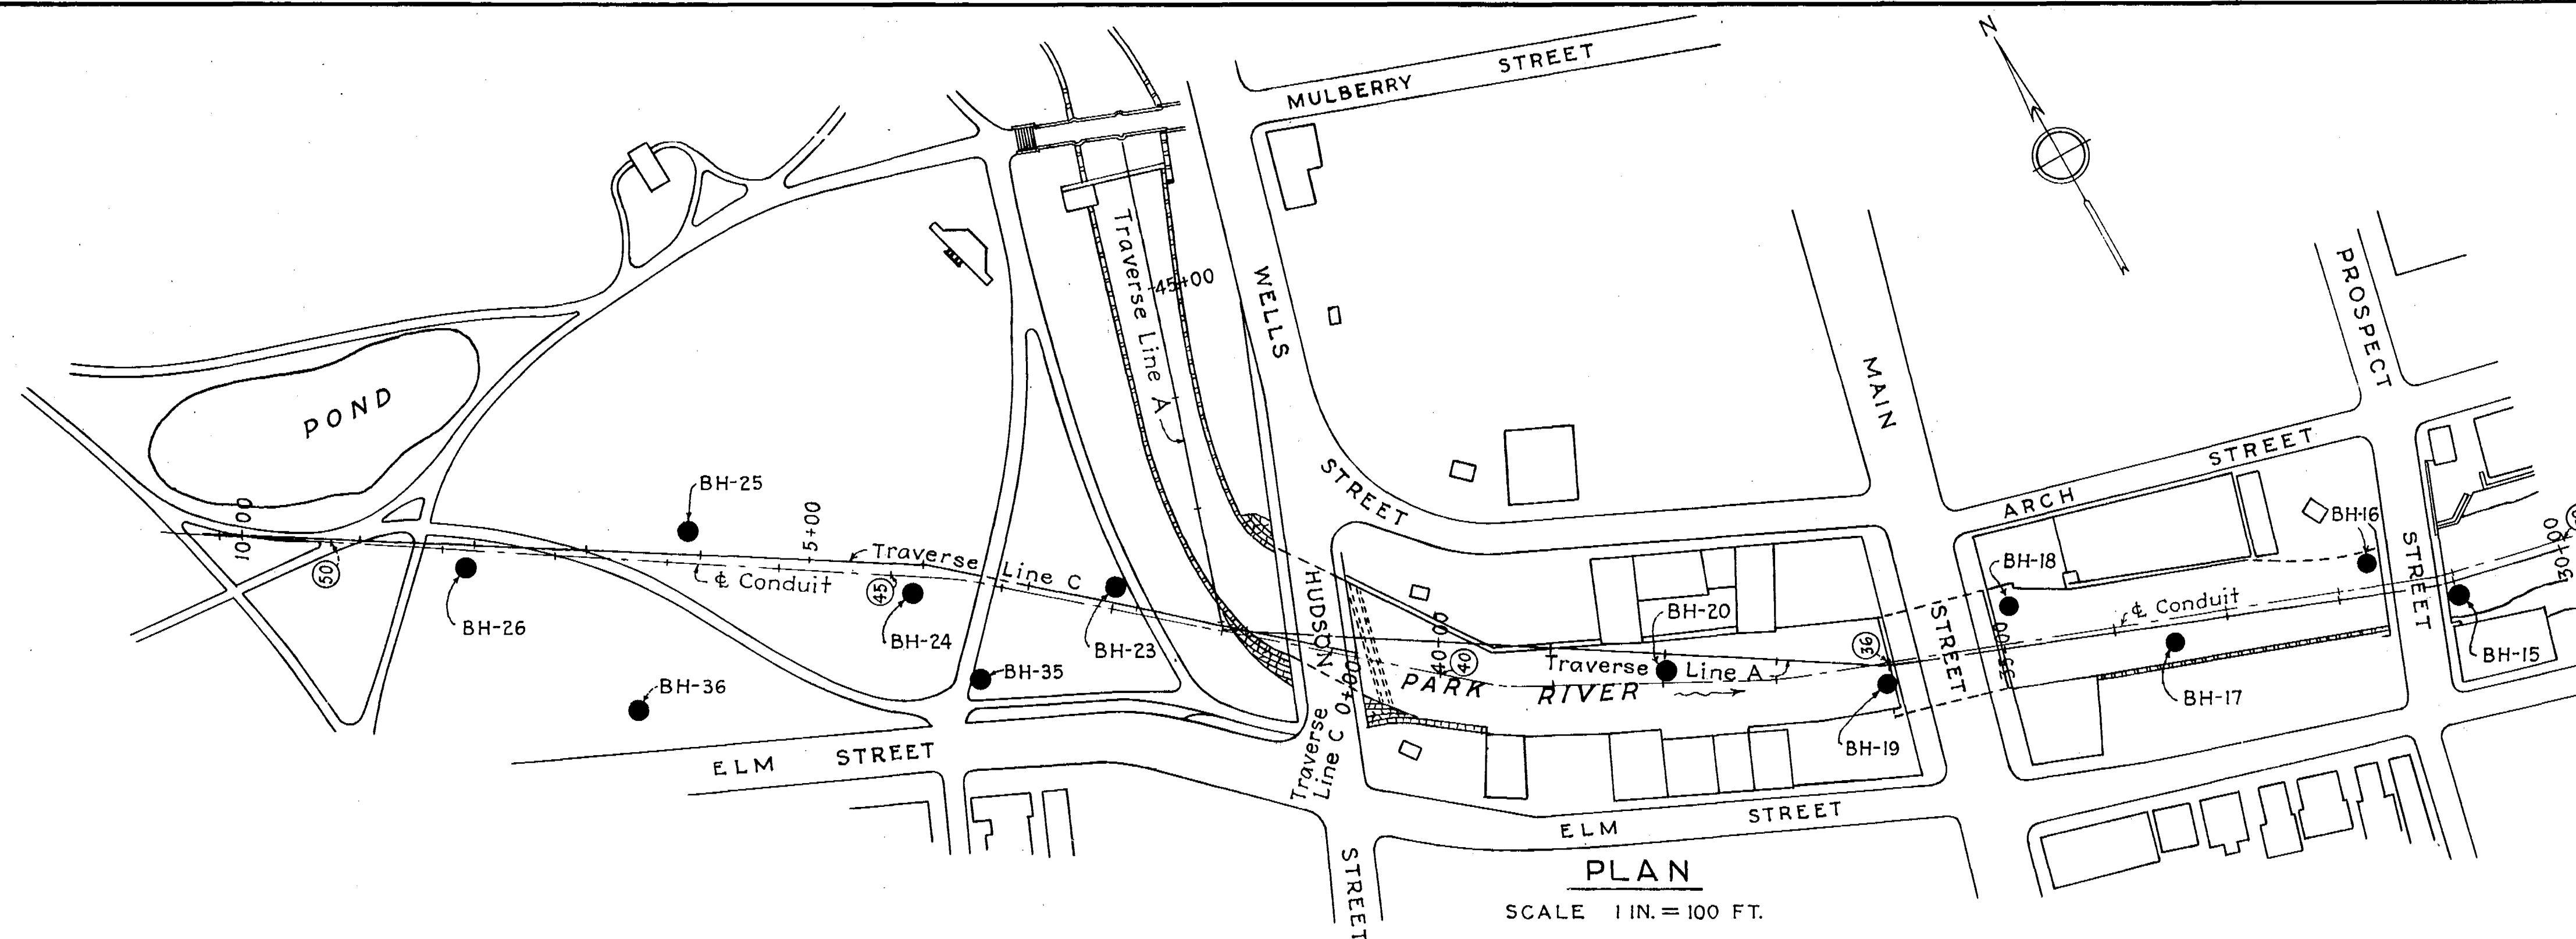 N
MULBERRY STREET
WELLS
STREET
Traverse Line A
45+00
MAIN
STREET
PROSPECT
STREET
ARCH STREET
POND
10+00
50
BH-25
5+00
Traverse Line C
℄ Conduit
45
BH-26
BH-24
BH-23
BH-35
BH-36
HUDSON
STREET
Traverse
Line C 0+00
40+00
40
PARK RIVER
BH-20
Traverse Line A
36
BH-19
BH-18
35+00
℄ Conduit
BH-16
BH-17
BH-15
30+00
ELM STREET
ELM STREET
PLAN
SCALE 1 IN. = 100 FT.